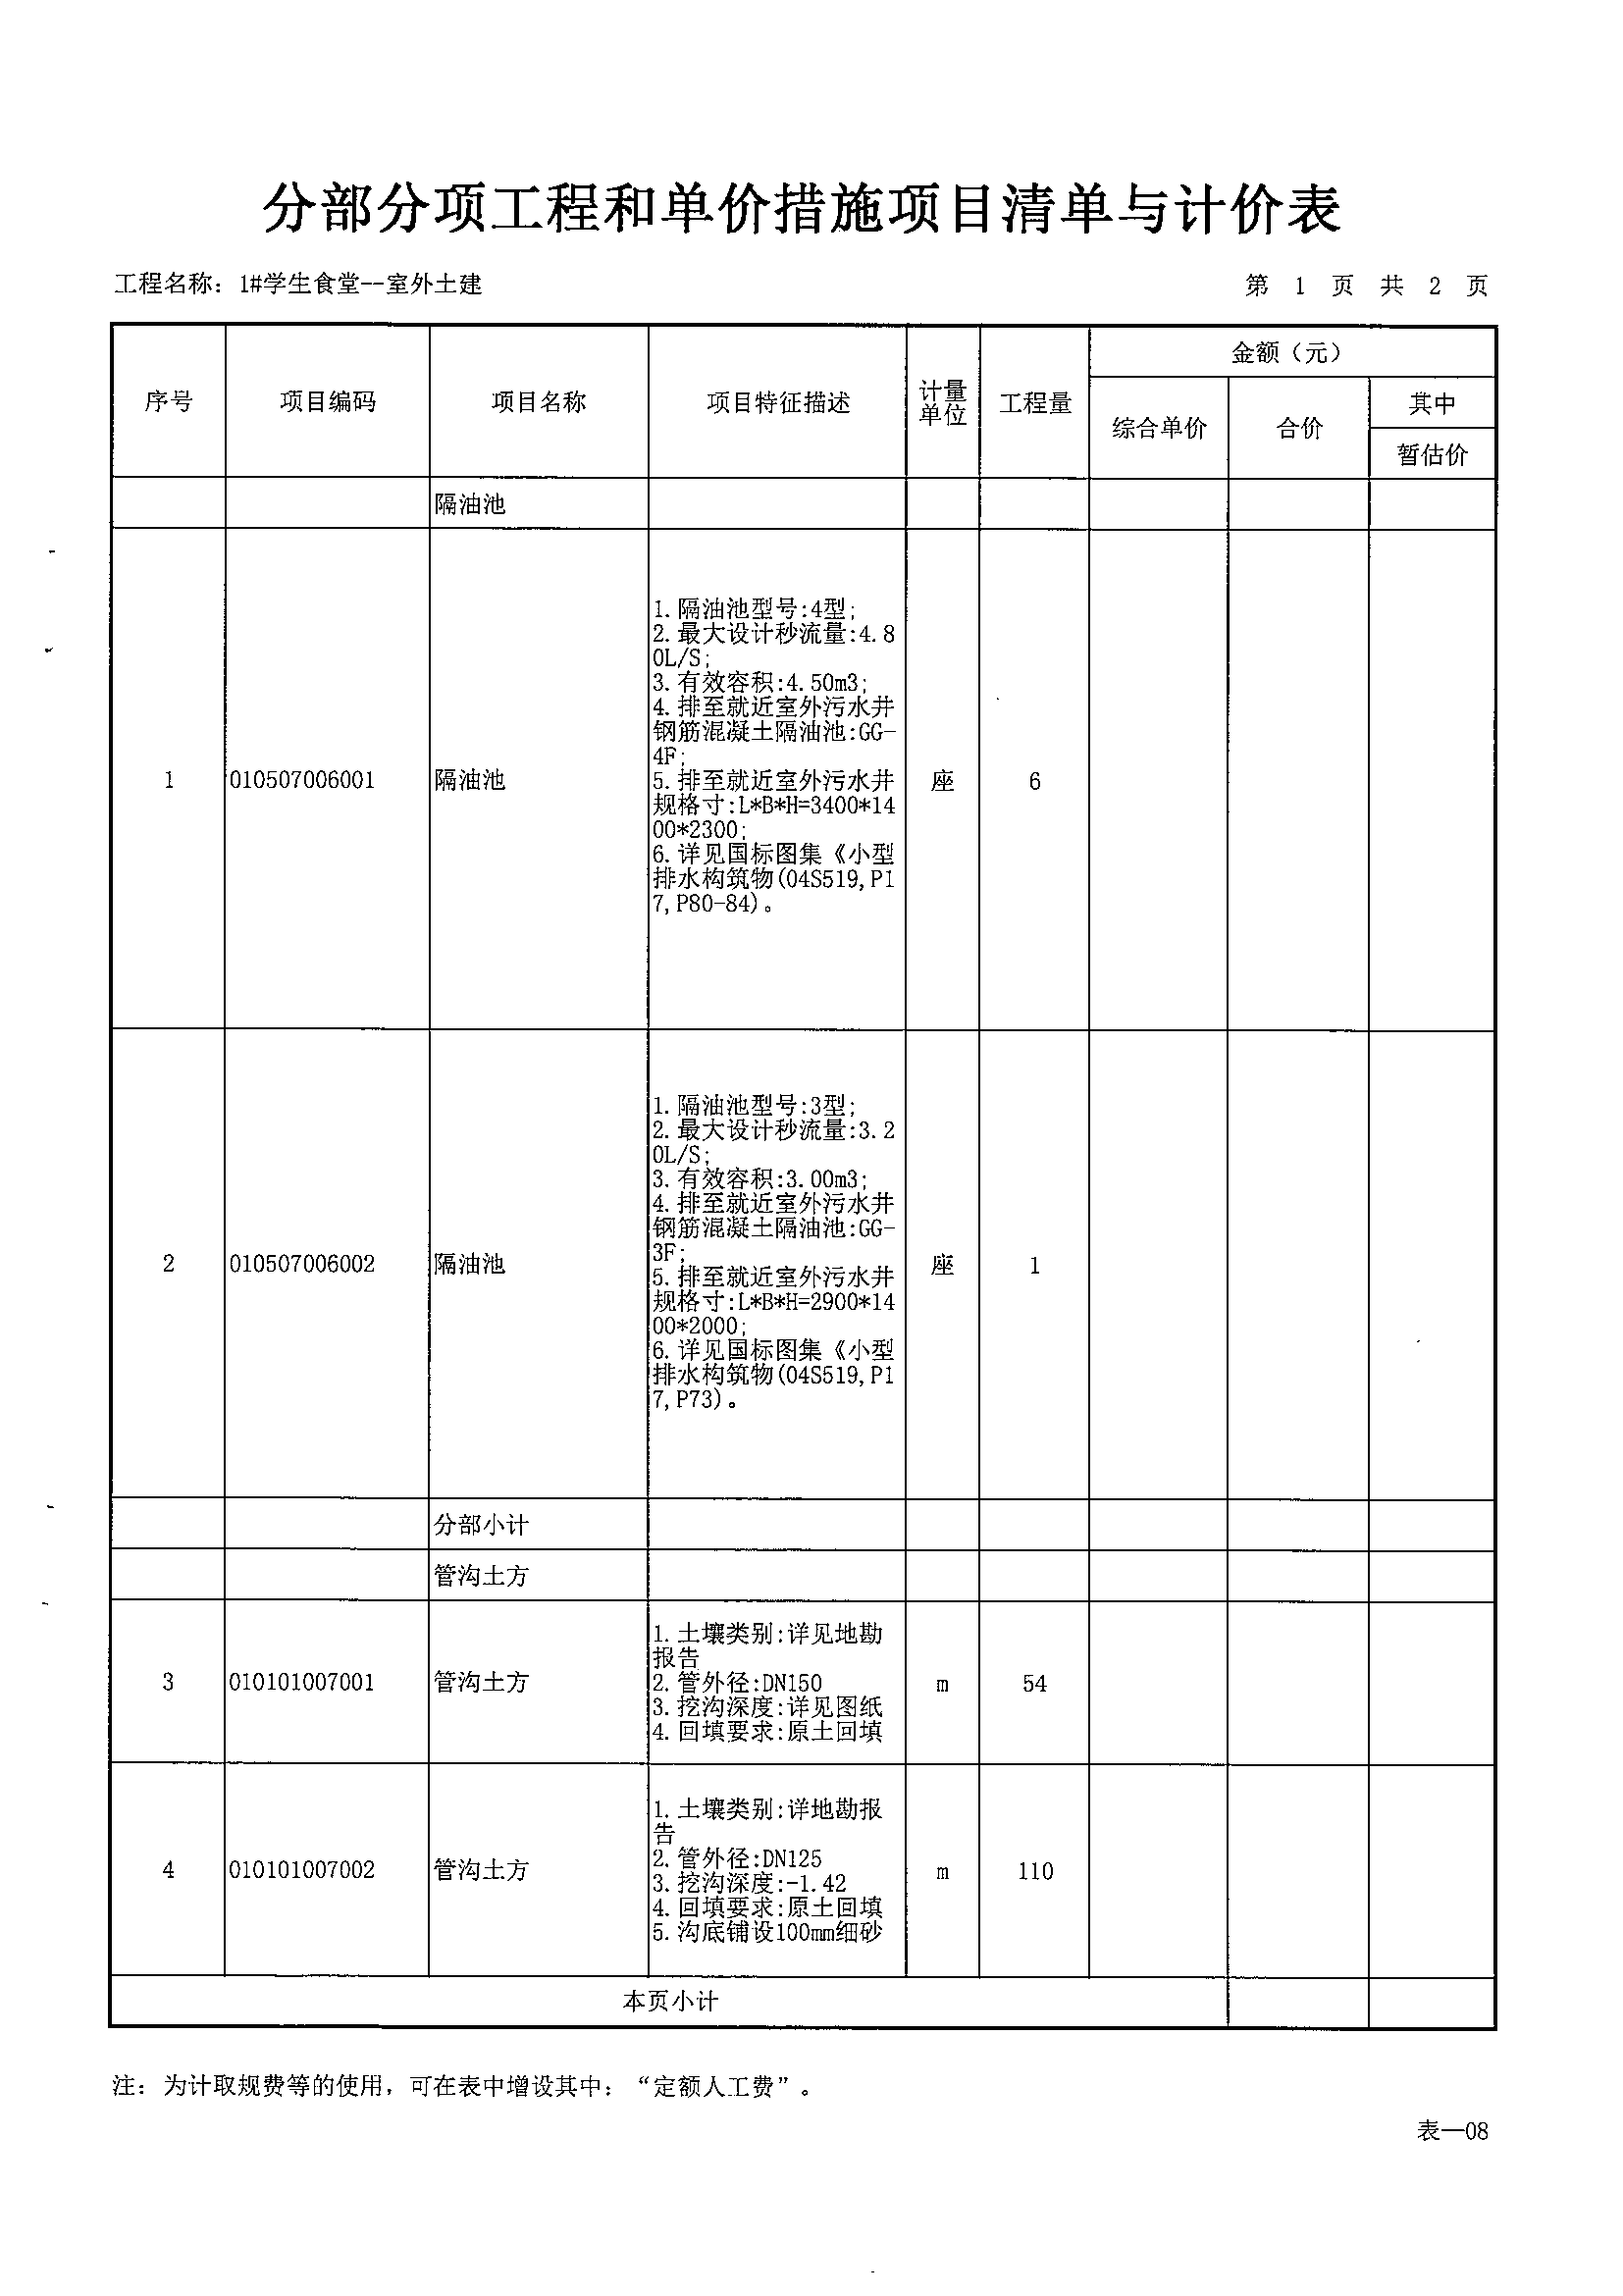 分部分项工程和单价措施项目清单与计价表
工程名称：1#学生食堂--室外土建
第 1 页 共 2 页
序号
项目编码
项目名称
项目特征描述
计量
单位
工程量
金额（元）
综合单价
合价
其中
暂估价
隔油池
1
010507006001
隔油池
1.隔油池型号:4型;
2.最大设计秒流量:4.8
0L/S;
3.有效容积:4.50m3;
4.排至就近室外污水井
钢筋混凝土隔油池:GG-
4F;
5.排至就近室外污水井
规格寸:L*B*H=3400*14
00*2300;
6.详见国标图集《小型
排水构筑物(04S519,P1
7,P80-84)。
座
6
2
010507006002
隔油池
1.隔油池型号:3型;
2.最大设计秒流量:3.2
0L/S;
3.有效容积:3.00m3;
4.排至就近室外污水井
钢筋混凝土隔油池:GG-
3F;
5.排至就近室外污水井
规格寸:L*B*H=2900*14
00*2000;
6.详见国标图集《小型
排水构筑物(04S519,P1
7,P73)。
座
1
分部小计
管沟土方
3
010101007001
管沟土方
1.土壤类别:详见地勘
报告
2.管外径:DN150
3.挖沟深度:详见图纸
4.回填要求:原土回填
m
54
4
010101007002
管沟土方
1.土壤类别:详地勘报
告
2.管外径:DN125
3.挖沟深度:-1.42
4.回填要求:原土回填
5.沟底铺设100mm细砂
m
110
本页小计
注：为计取规费等的使用，可在表中增设其中：“定额人工费”。
表—08